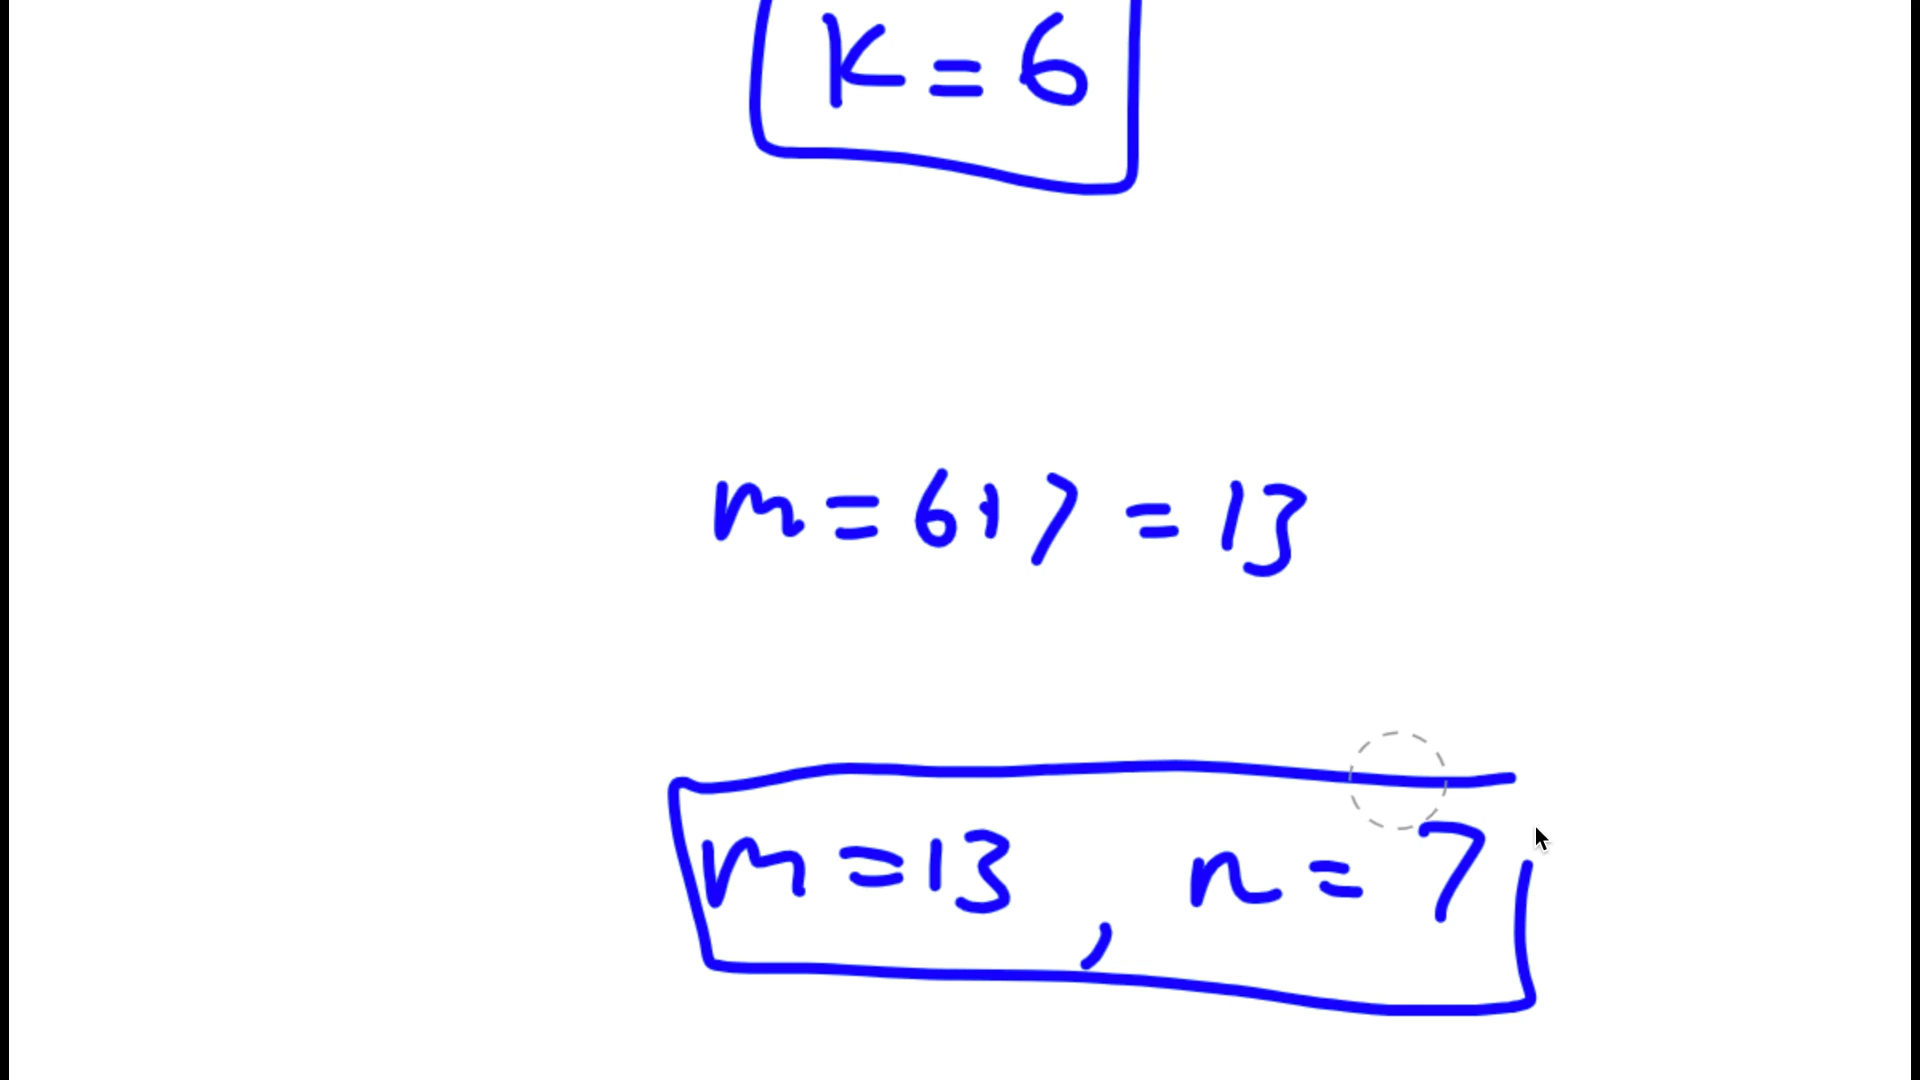 K = 6
m = 6+7 = 13
m = 13 , n = 7